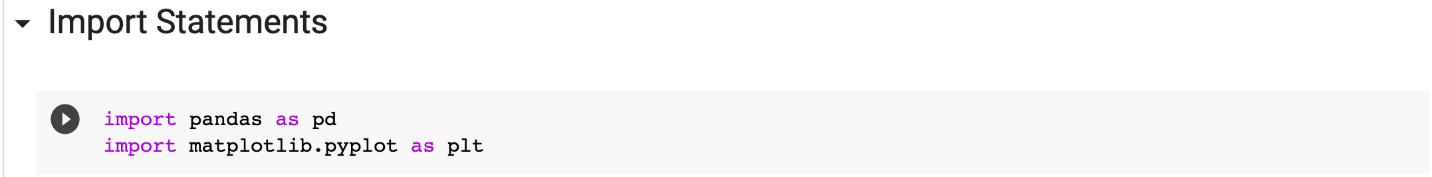 Import Statements
import pandas as pd
import matplotlib.pyplot as plt